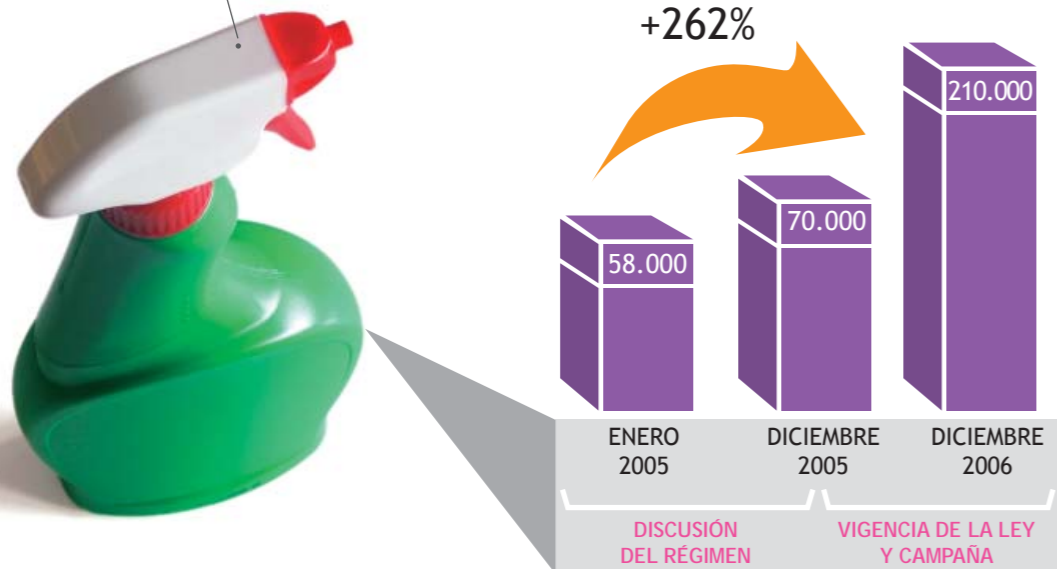 +262%
58.000
70.000
210.000
ENERO
2005
DICIEMBRE
2005
DICIEMBRE
2006
DISCUSIÓN
DEL RÉGIMEN
VIGENCIA DE LA LEY
Y CAMPAÑA